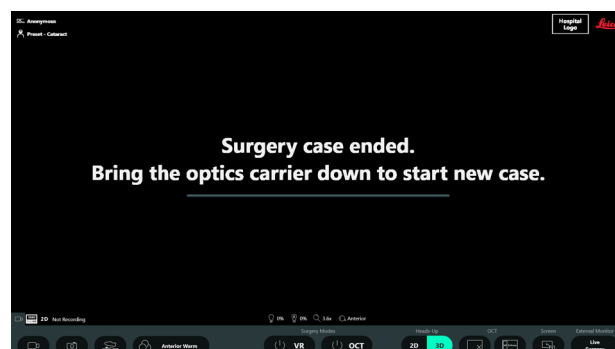 Anonymous
Preset - Cataract
Hospital
Logo
Leica
Surgery case ended.
Bring the optics carrier down to start new case.
2D Not Recording
0% 0% 3.6x Anterior
Surgery Modes
Heads-Up
OCT
Screen
External Monitor
Anterior Warm
VR
OCT
2D
3D
Live